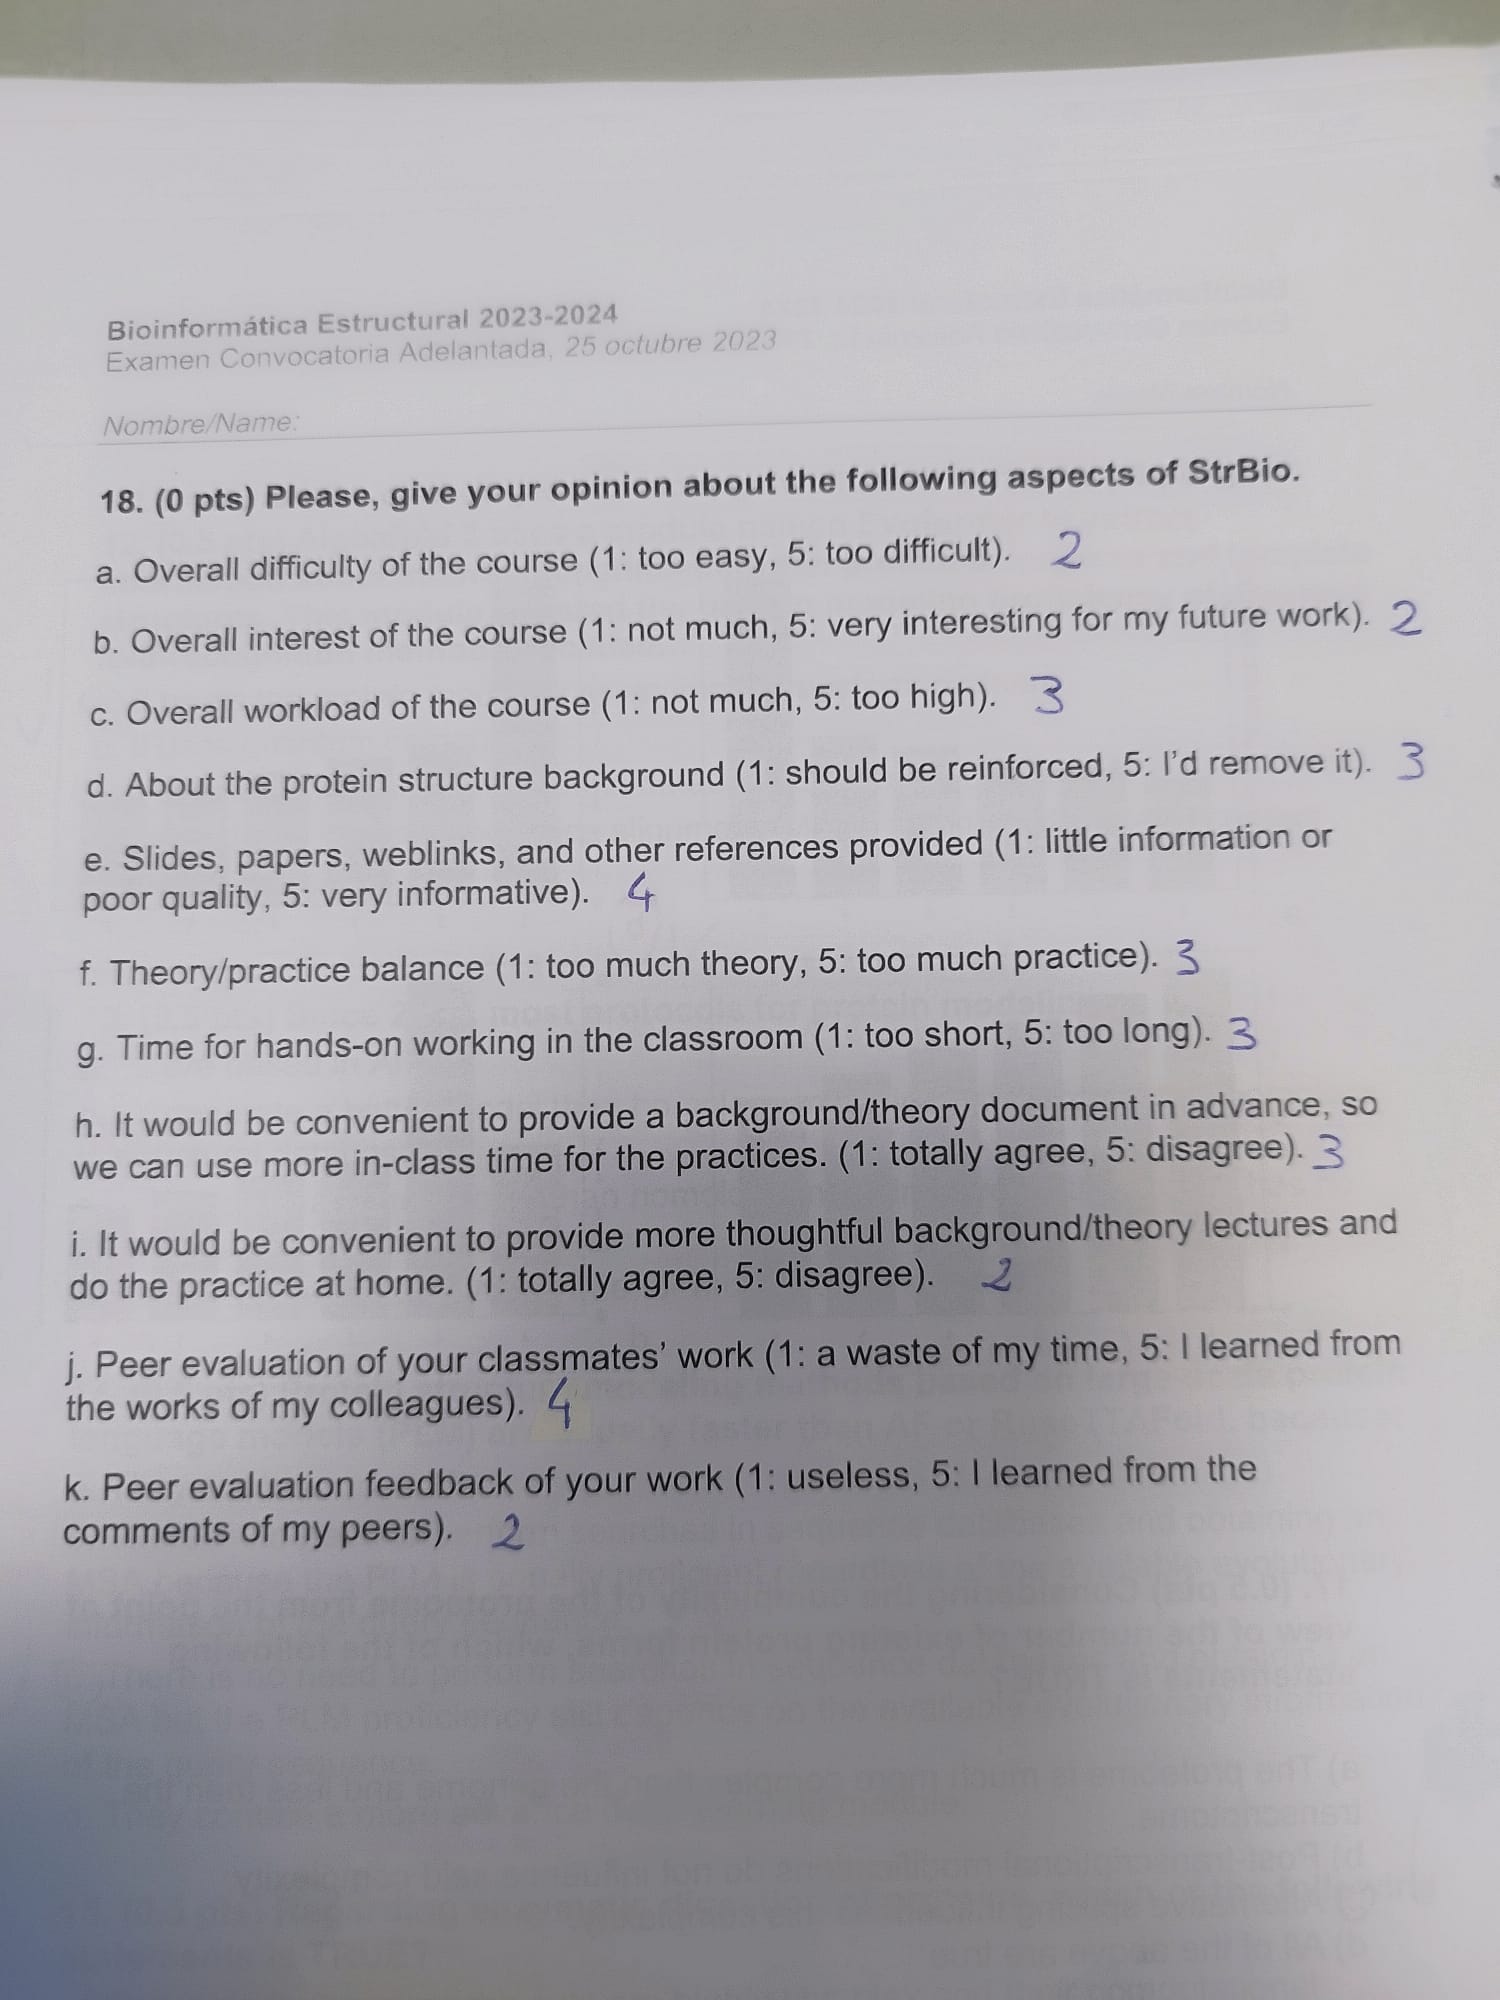 Bioinformática Estructural 2023-2024
Examen Convocatoria Adelantada, 25 octubre 2023
Nombre/Name:
18. (0 pts) Please, give your opinion about the following aspects of StrBio.
a. Overall difficulty of the course (1: too easy, 5: too difficult). 2
b. Overall interest of the course (1: not much, 5: very interesting for my future work). 2
c. Overall workload of the course (1: not much, 5: too high). 3
d. About the protein structure background (1: should be reinforced, 5: I'd remove it). 3
e. Slides, papers, weblinks, and other references provided (1: little information or
poor quality, 5: very informative). 4
f. Theory/practice balance (1: too much theory, 5: too much practice). 3
g. Time for hands-on working in the classroom (1: too short, 5: too long). 3
h. It would be convenient to provide a background/theory document in advance, so
we can use more in-class time for the practices. (1: totally agree, 5: disagree). 3
i. It would be convenient to provide more thoughtful background/theory lectures and
do the practice at home. (1: totally agree, 5: disagree). 2
j. Peer evaluation of your classmates' work (1: a waste of my time, 5: I learned from
the works of my colleagues). 4
k. Peer evaluation feedback of your work (1: useless, 5: I learned from the
comments of my peers). 2